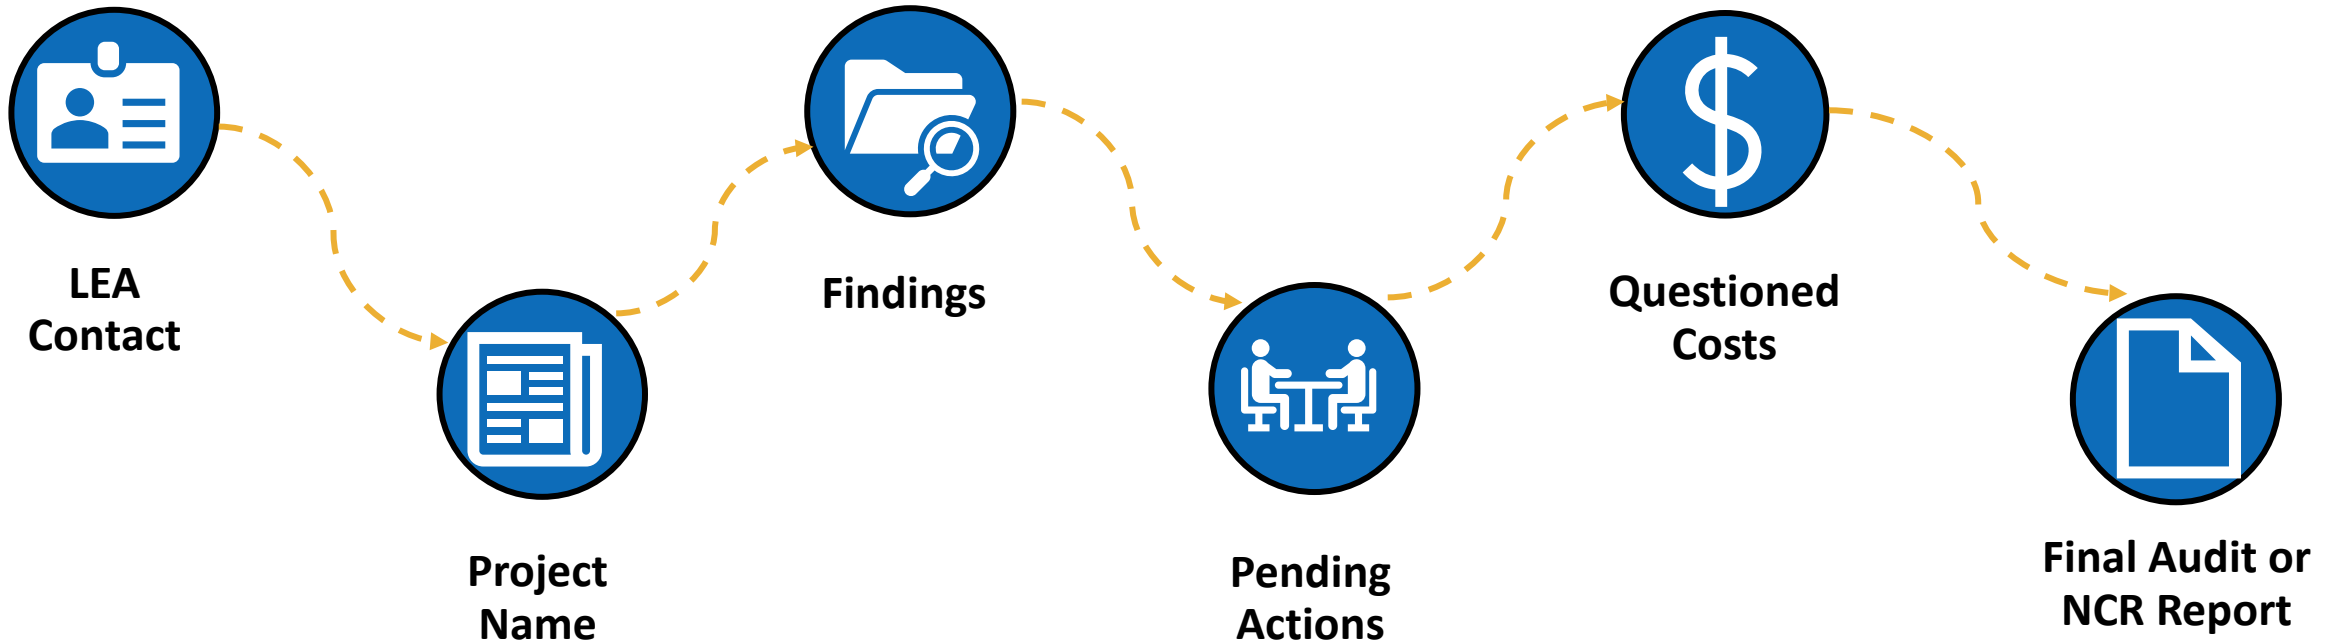 LEA
Contact
Project
Name
Findings
Pending
Actions
Questioned
Costs
Final Audit or
NCR Report